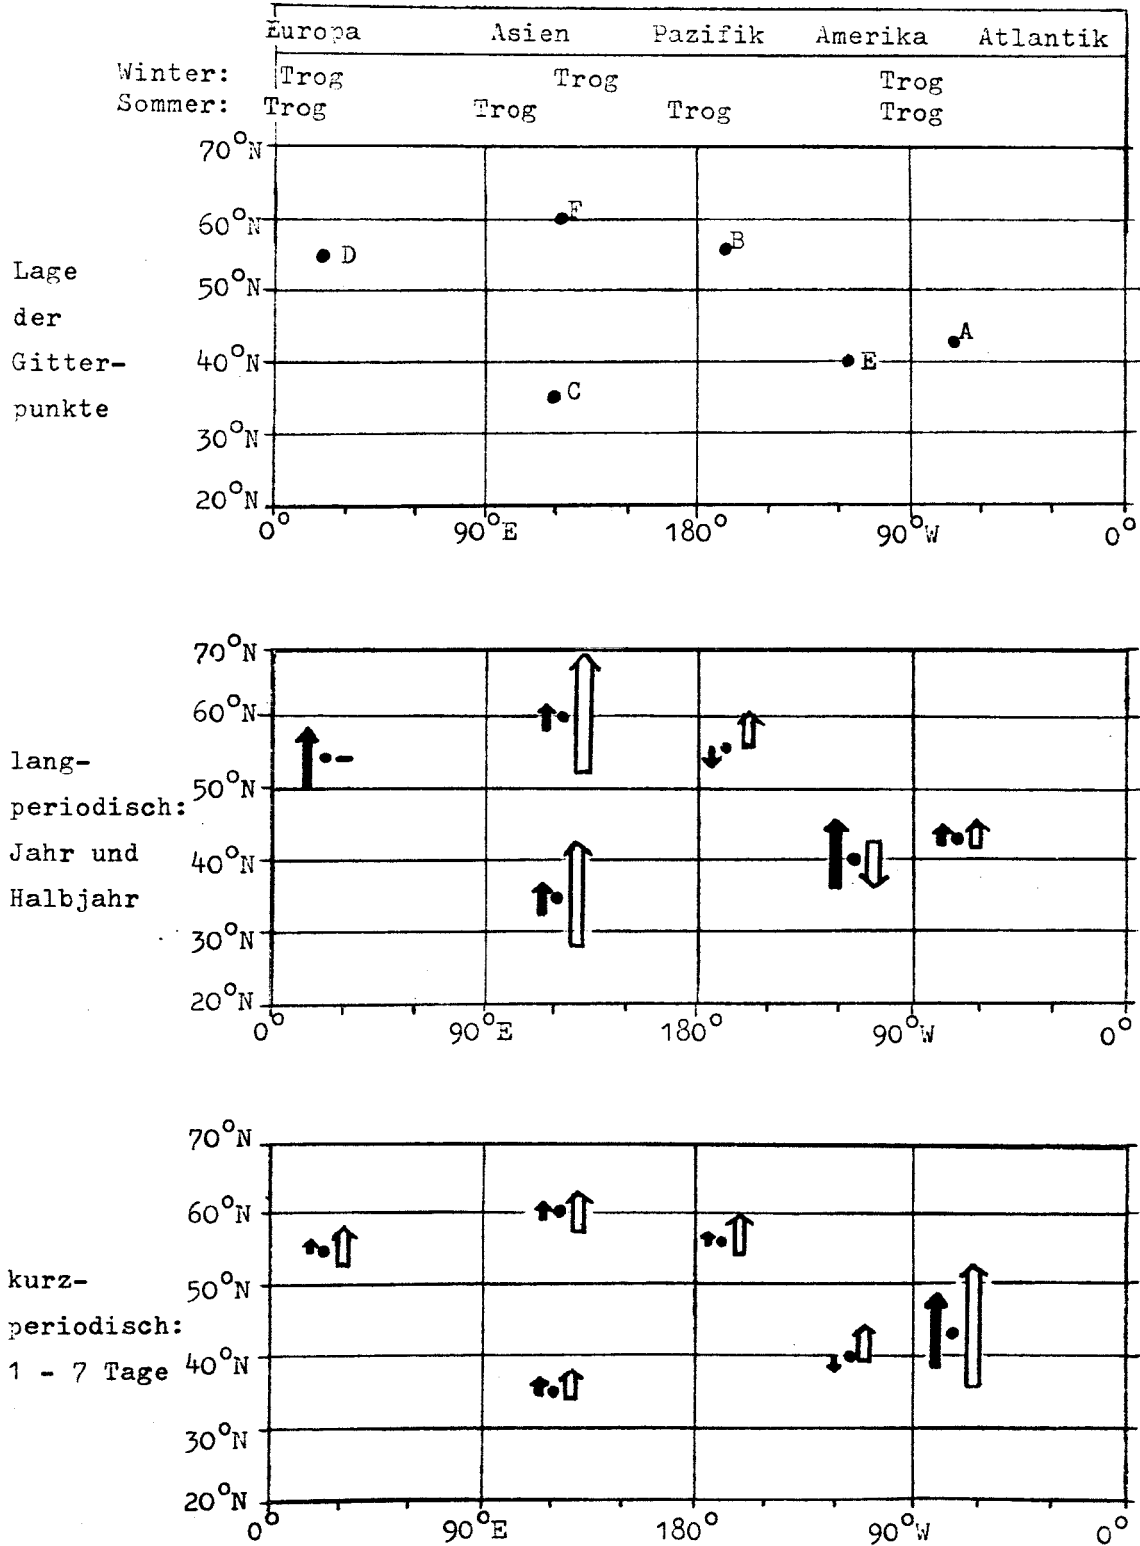 Europa Asien Pazifik Amerika Atlantik
Winter: Trog Trog Trog
Sommer: Trog Trog Trog Trog
70°N
60°N
50°N
40°N
30°N
20°N
F
D
B
A
E
C
Lage
der
Gitter-
punkte
0° 90°E 180° 90°W 0°
70°N
60°N
50°N
40°N
30°N
20°N
lang-
periodisch:
Jahr und
Halbjahr
0° 90°E 180° 90°W 0°
70°N
60°N
50°N
40°N
30°N
20°N
kurz-
periodisch:
1 - 7 Tage
0° 90°E 180° 90°W 0°